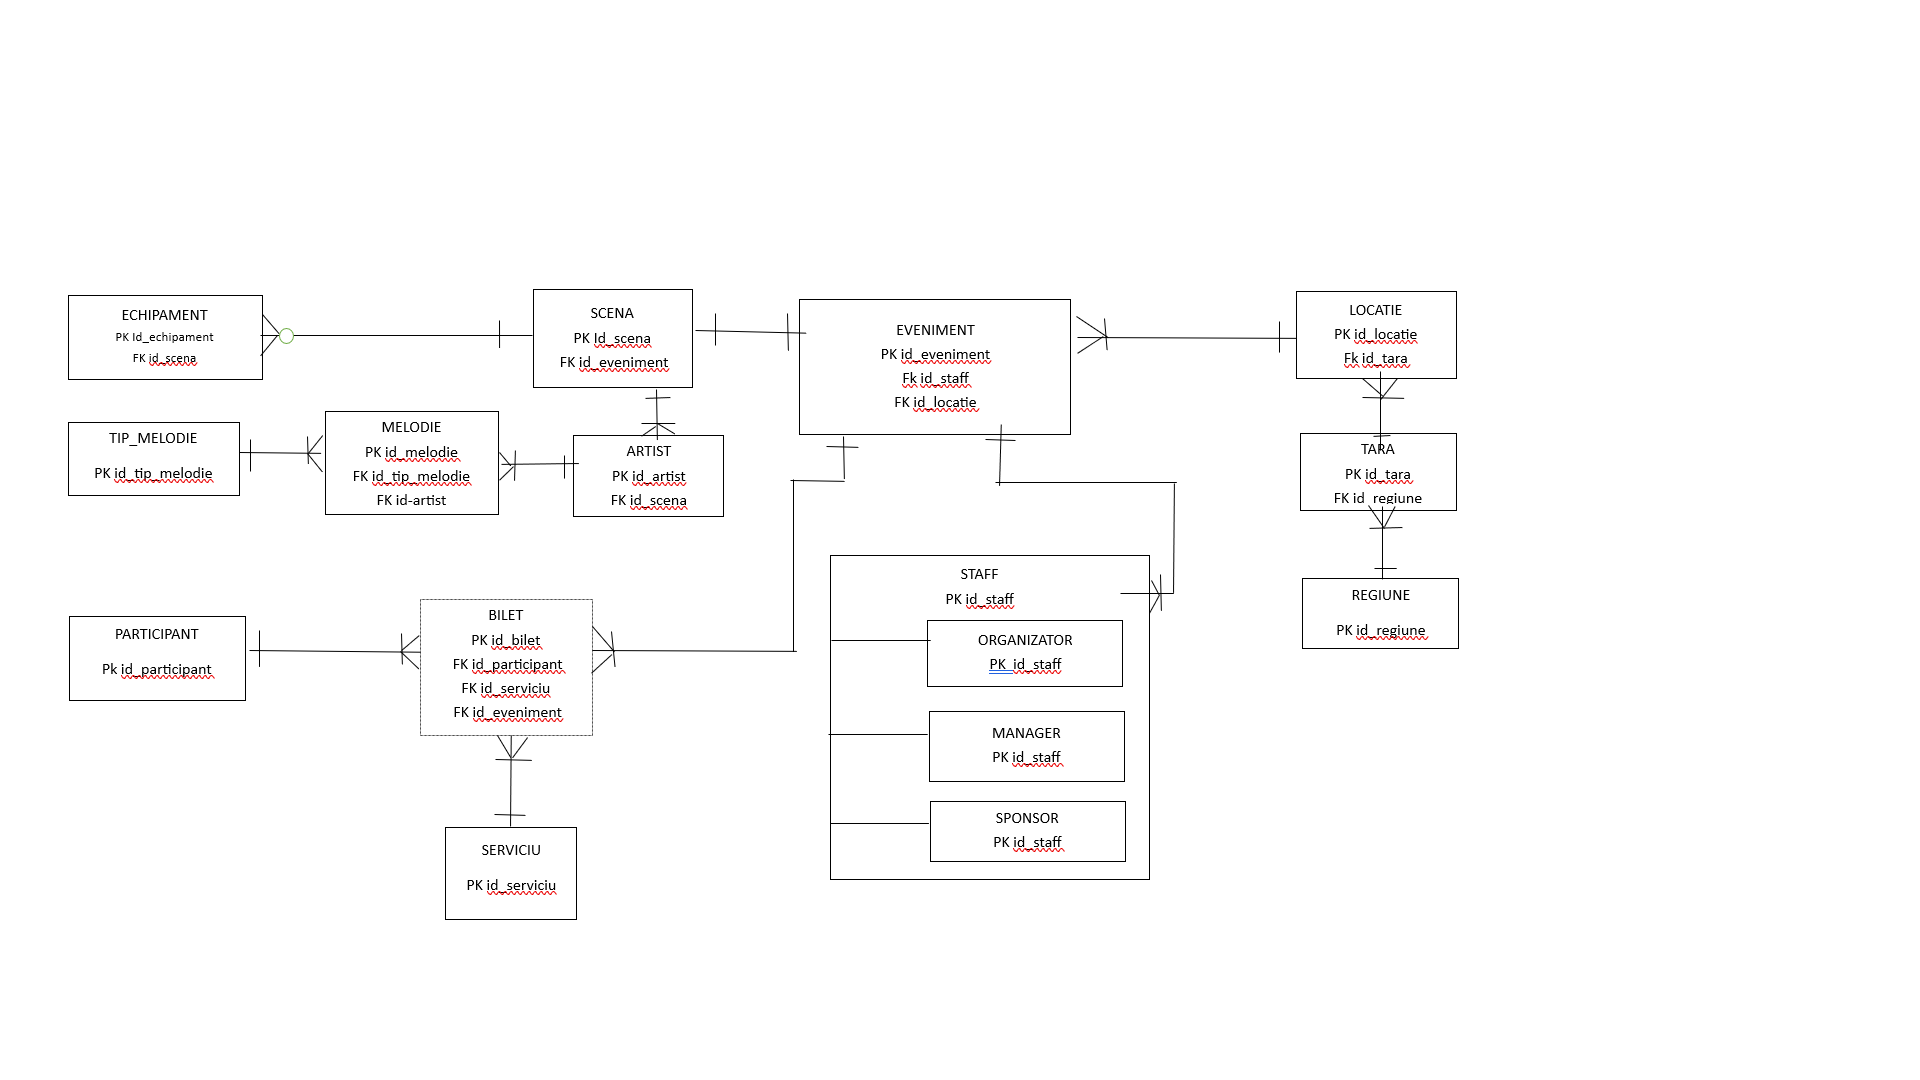 ECHIPAMENT
PK Id_echipament
FK id_scena
SCENA
PK Id_scena
FK id_eveniment
EVENIMENT
PK id_eveniment
Fk id_staff
FK id_locatie
LOCATIE
PK id_locatie
Fk id_tara
TIP_MELODIE
PK id_tip_melodie
MELODIE
PK id_melodie
FK id_tip_melodie
FK id-artist
ARTIST
PK id_artist
FK id_scena
TARA
PK id_tara
FK id_regiune
PARTICIPANT
Pk id_participant
BILET
PK id_bilet
FK id_participant
FK id_serviciu
FK id_eveniment
STAFF
PK id_staff
ORGANIZATOR
PK id_staff
MANAGER
PK id_staff
SPONSOR
PK id_staff
REGIUNE
PK id_regiune
SERVICIU
PK id_serviciu